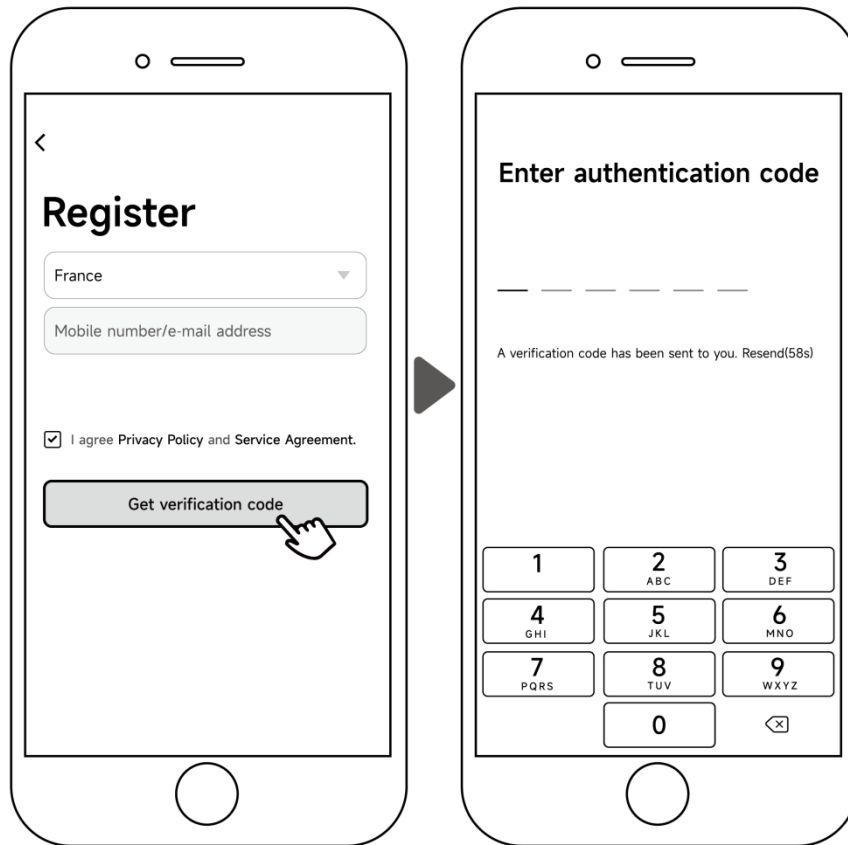 Register
France
Mobile number/e-mail address
I agree Privacy Policy and Service Agreement.
Get verification code
Enter authentication code
A verification code has been sent to you. Resend(58s)
1 2 3
ABC DEF
4 5 6
GHI JKL MNO
7 8 9
PQRS TUV WXYZ
0